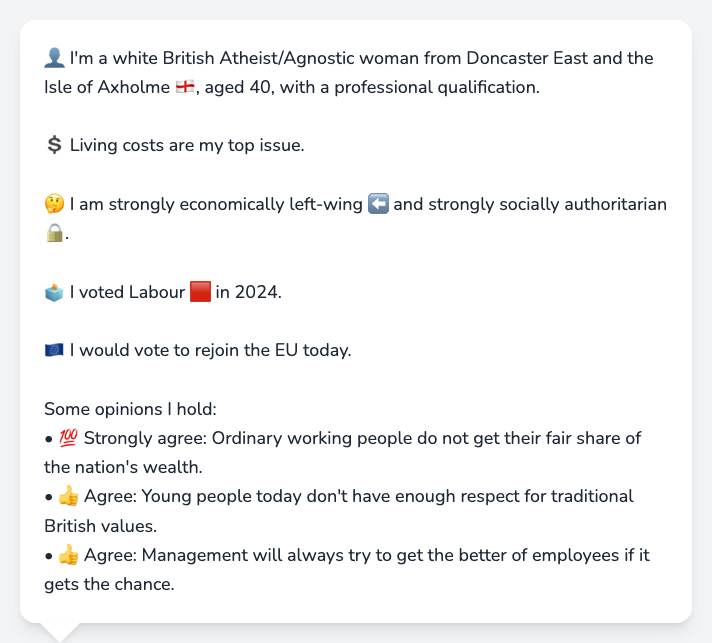 👤 I'm a white British Atheist/Agnostic woman from Doncaster East and the
Isle of Axholme 🏴󠁧󠁢󠁥󠁮󠁧󠁿, aged 40, with a professional qualification.
💲 Living costs are my top issue.
🤔 I am strongly economically left-wing ⬅️ and strongly socially authoritarian
🔒.
🗳️ I voted Labour 🟥 in 2024.
🇪🇺 I would vote to rejoin the EU today.
Some opinions I hold:
• 💯 Strongly agree: Ordinary working people do not get their fair share of
the nation's wealth.
• 👍 Agree: Young people today don't have enough respect for traditional
British values.
• 👍 Agree: Management will always try to get the better of employees if it
gets the chance.